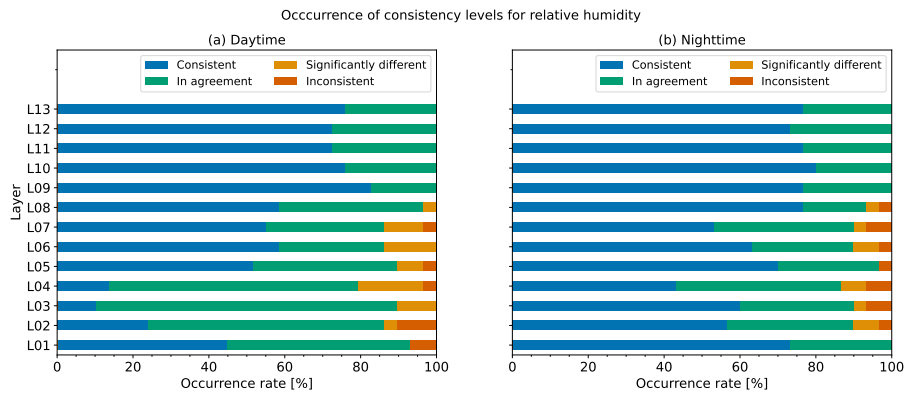 Occcurrence of consistency levels for relative humidity
(a) Daytime
Consistent
In agreement
Significantly different
Inconsistent
L13
L12
L11
L10
L09
L08
L07
L06
L05
L04
L03
L02
L01
Layer
0 20 40 60 80 100
Occurrence rate [%]
(b) Nighttime
Consistent
In agreement
Significantly different
Inconsistent
0 20 40 60 80 100
Occurrence rate [%]